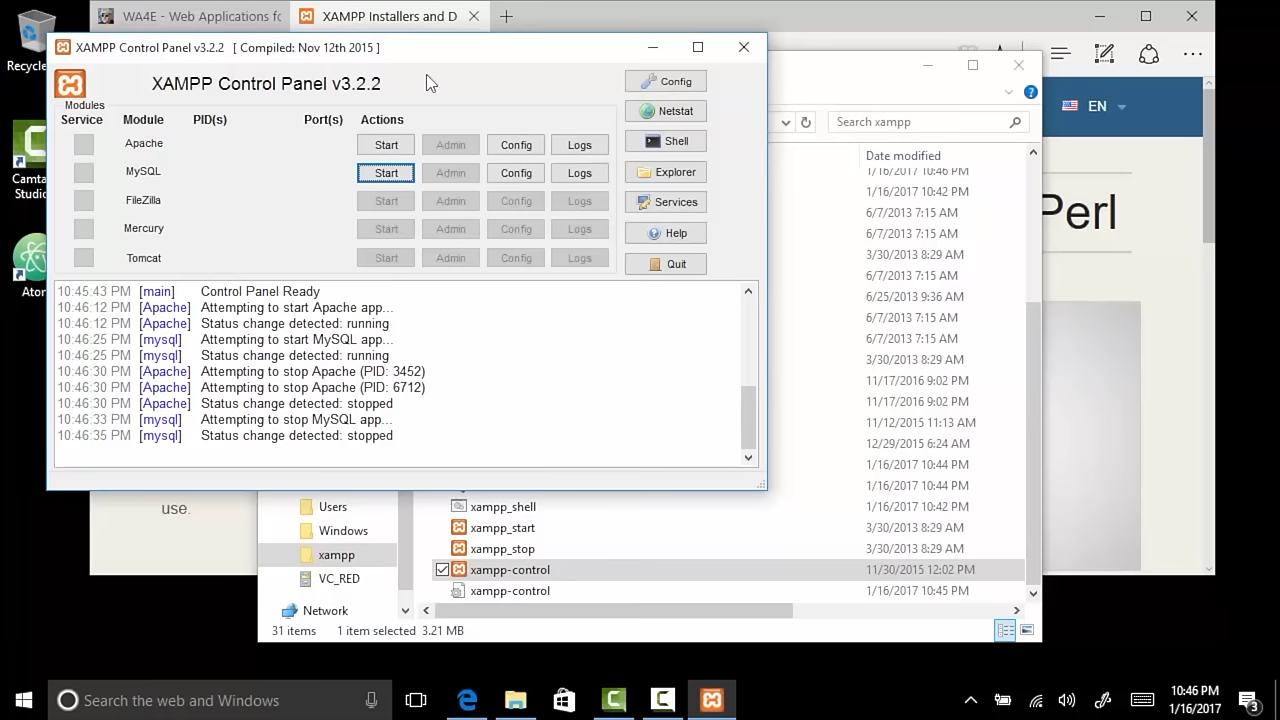 WA4E - Web Applications fo
XAMPP Installers and D
Recycle
XAMPP Control Panel v3.2.2 [ Compiled: Nov 12th 2015 ]
XAMPP Control Panel v3.2.2
Config
Modules
Service Module PID(s) Port(s) Actions
Netstat
EN
Apache Start Admin Config Logs
Shell
Search xampp
MySQL Start Admin Config Logs
Explorer
Camta
Studio
Date modified
1/16/2017 10:46 PM
1/16/2017 10:42 PM
FileZilla Start Admin Config Logs
Services
6/7/2013 7:15 AM
Perl
Mercury Start Admin Config Logs
Help
6/7/2013 7:15 AM
Tomcat Start Admin Config Logs
Quit
3/30/2013 8:29 AM
6/7/2013 7:15 AM
Atom
10:45:43 PM [main] Control Panel Ready
6/25/2013 9:36 AM
10:46:12 PM [Apache] Attempting to start Apache app...
6/7/2013 7:15 AM
10:46:12 PM [Apache] Status change detected: running
10:46:25 PM [mysql] Attempting to start MySQL app...
6/7/2013 7:15 AM
10:46:25 PM [mysql] Status change detected: running
3/30/2013 8:29 AM
10:46:30 PM [Apache] Attempting to stop Apache (PID: 3452)
11/17/2016 9:02 PM
10:46:30 PM [Apache] Attempting to stop Apache (PID: 6712)
11/17/2016 9:02 PM
10:46:30 PM [Apache] Status change detected: stopped
10:46:33 PM [mysql] Attempting to stop MySQL app...
11/12/2015 11:13 AM
10:46:35 PM [mysql] Status change detected: stopped
12/29/2015 6:24 AM
1/16/2017 10:44 PM
1/16/2017 10:44 PM
use.
Users
xampp_shell 1/16/2017 10:42 PM
Windows
xampp_start 3/30/2013 8:29 AM
xampp
xampp_stop 3/30/2013 8:29 AM
VC_RED
xampp-control 11/30/2015 12:02 PM
xampp-control 1/16/2017 10:45 PM
Network
31 items 1 item selected 3.21 MB
Search the web and Windows
10:46 PM
1/16/2017
3